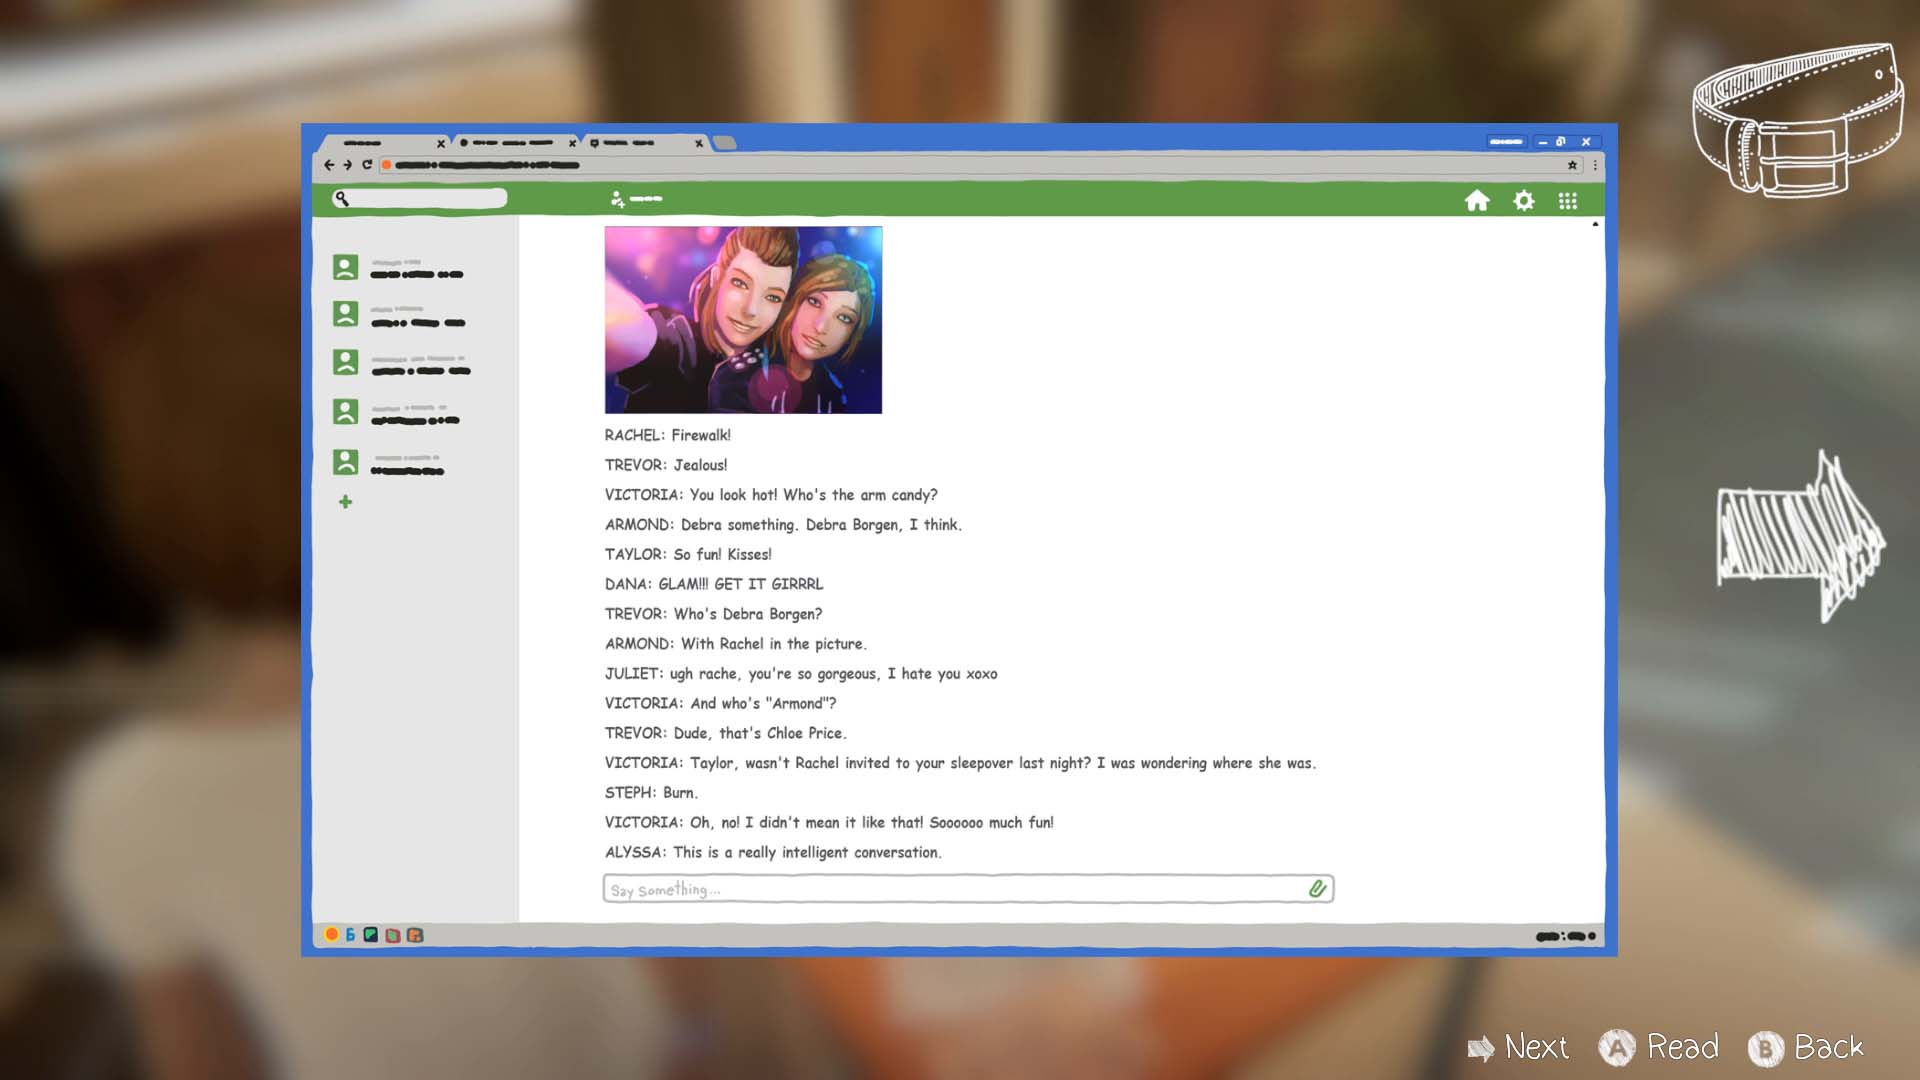 RACHEL: Firewalk!
TREVOR: Jealous!
VICTORIA: You look hot! Who's the arm candy?
ARMOND: Debra something. Debra Borgen, I think.
TAYLOR: So fun! Kisses!
DANA: GLAM!!! GET IT GIRRRL
TREVOR: Who's Debra Borgen?
ARMOND: With Rachel in the picture.
JULIET: ugh rache, you're so gorgeous, I hate you xoxo
VICTORIA: And who's "Armond"?
TREVOR: Dude, that's Chloe Price.
VICTORIA: Taylor, wasn't Rachel invited to your sleepover last night? I was wondering where she was.
STEPH: Burn.
VICTORIA: Oh, no! I didn't mean it like that! Soooooo much fun!
ALYSSA: This is a really intelligent conversation.
Say Something...
Next A Read B Back